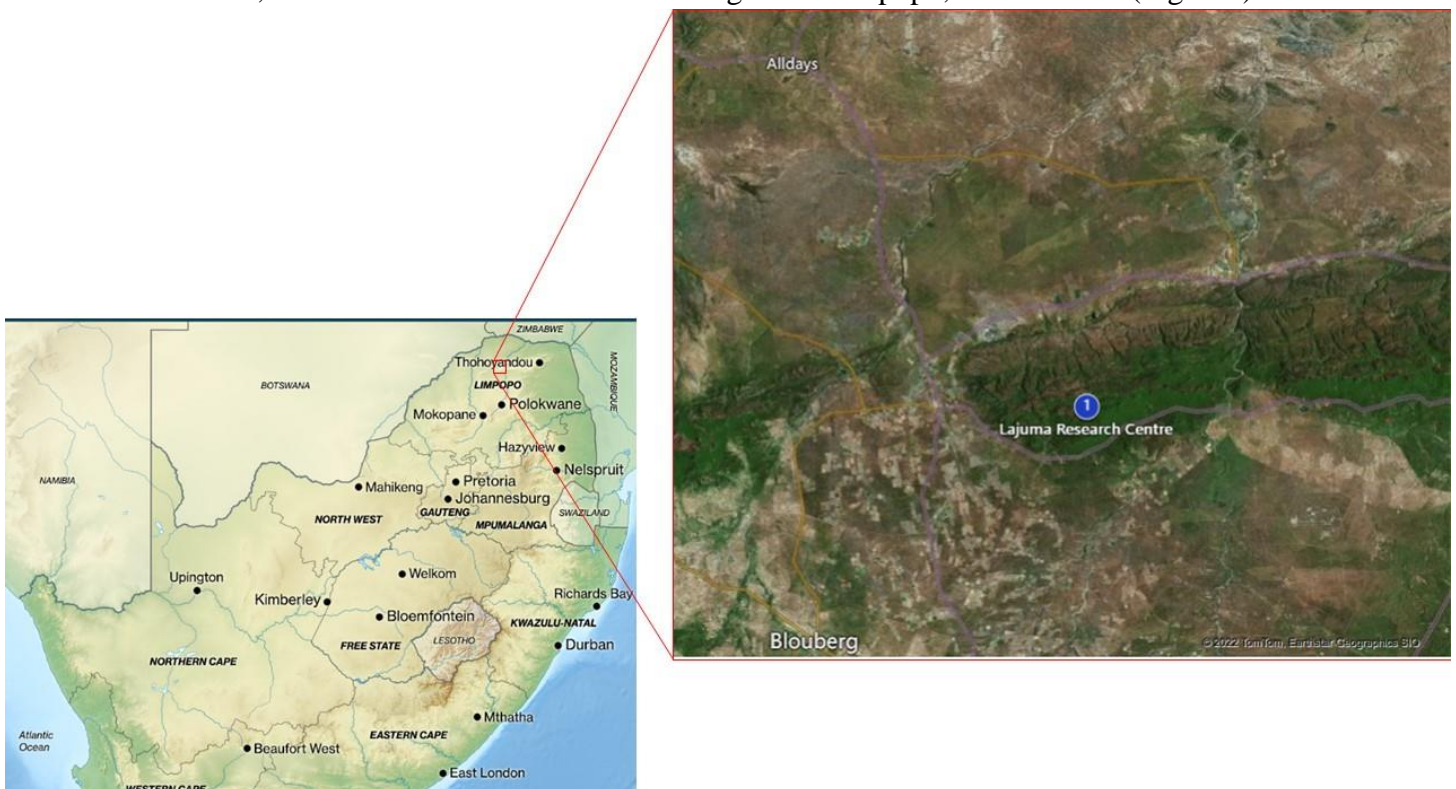 Alldays
1
Lajuma Research Centre
Blouberg
© 2022 TomTom, Earthstar Geographics SIO
ZIMBABWE
Thohoyandou
LIMPOPO
MOZAMBIQUE
BOTSWANA
Polokwane
Mokopane
Hazyview
Nelspruit
NAMIBIA
Mahikeng
Pretoria
Johannesburg
GAUTENG
SWAZILAND
NORTH WEST
MPUMALANGA
Welkom
Upington
Kimberley
Richards Bay
Bloemfontein
KWAZULU-NATAL
FREE STATE
LESOTHO
Durban
NORTHERN CAPE
Mthatha
Atlantic
Ocean
EASTERN CAPE
Beaufort West
East London
WESTERN CAPE